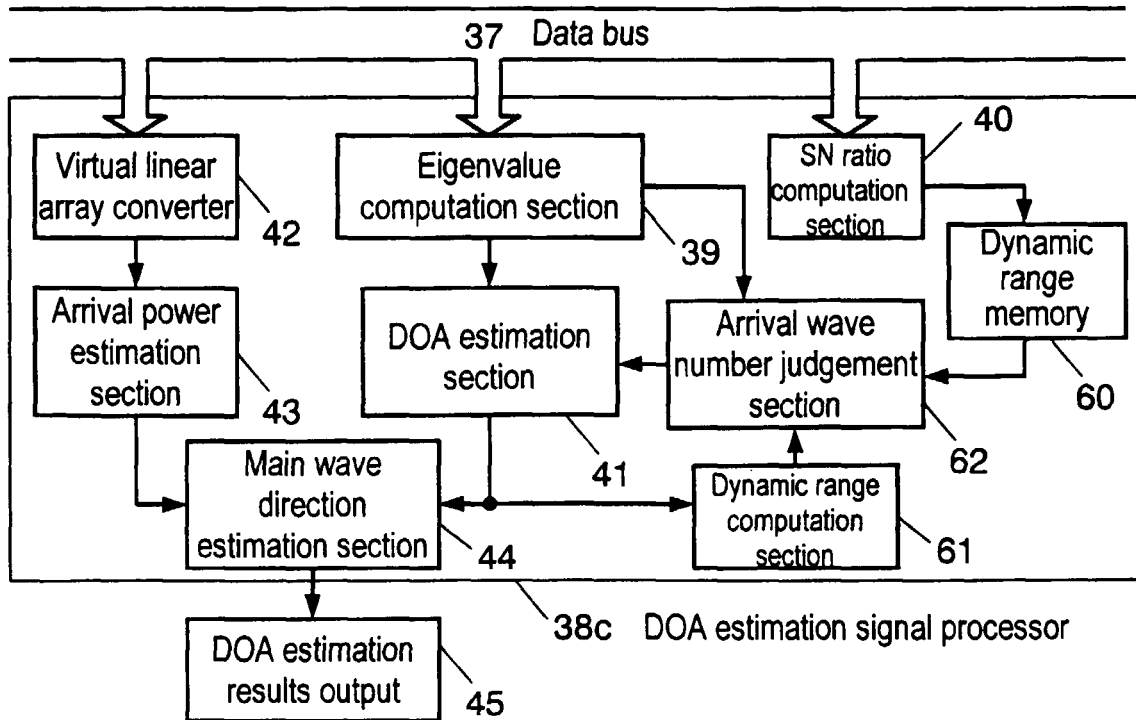 37 Data bus
Virtual linear
array converter
42
Eigenvalue
computation section
39
SN ratio
computation
section
40
Dynamic
range
memory
60
Arrival power
estimation
section
43
DOA estimation
section
41
Arrival wave
number judgement
section
62
Main wave
direction
estimation section
44
Dynamic range
computation
section
61
38c DOA estimation signal processor
DOA estimation
results output
45